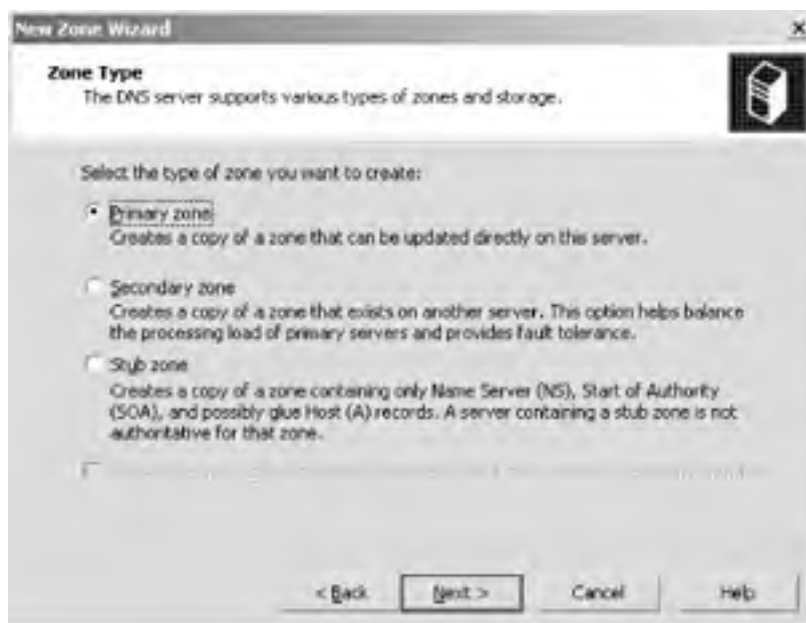 New Zone Wizard
Zone Type
The DNS server supports various types of zones and storage.
Select the type of zone you want to create:
Primary zone
Creates a copy of a zone that can be updated directly on this server.
Secondary zone
Creates a copy of a zone that exists on another server. This option helps balance
the processing load of primary servers and provides fault tolerance.
Stub zone
Creates a copy of a zone containing only Name Server (NS), Start of Authority
(SOA), and possibly glue Host (A) records. A server containing a stub zone is not
authoritative for that zone.
< Back
Next >
Cancel
Help